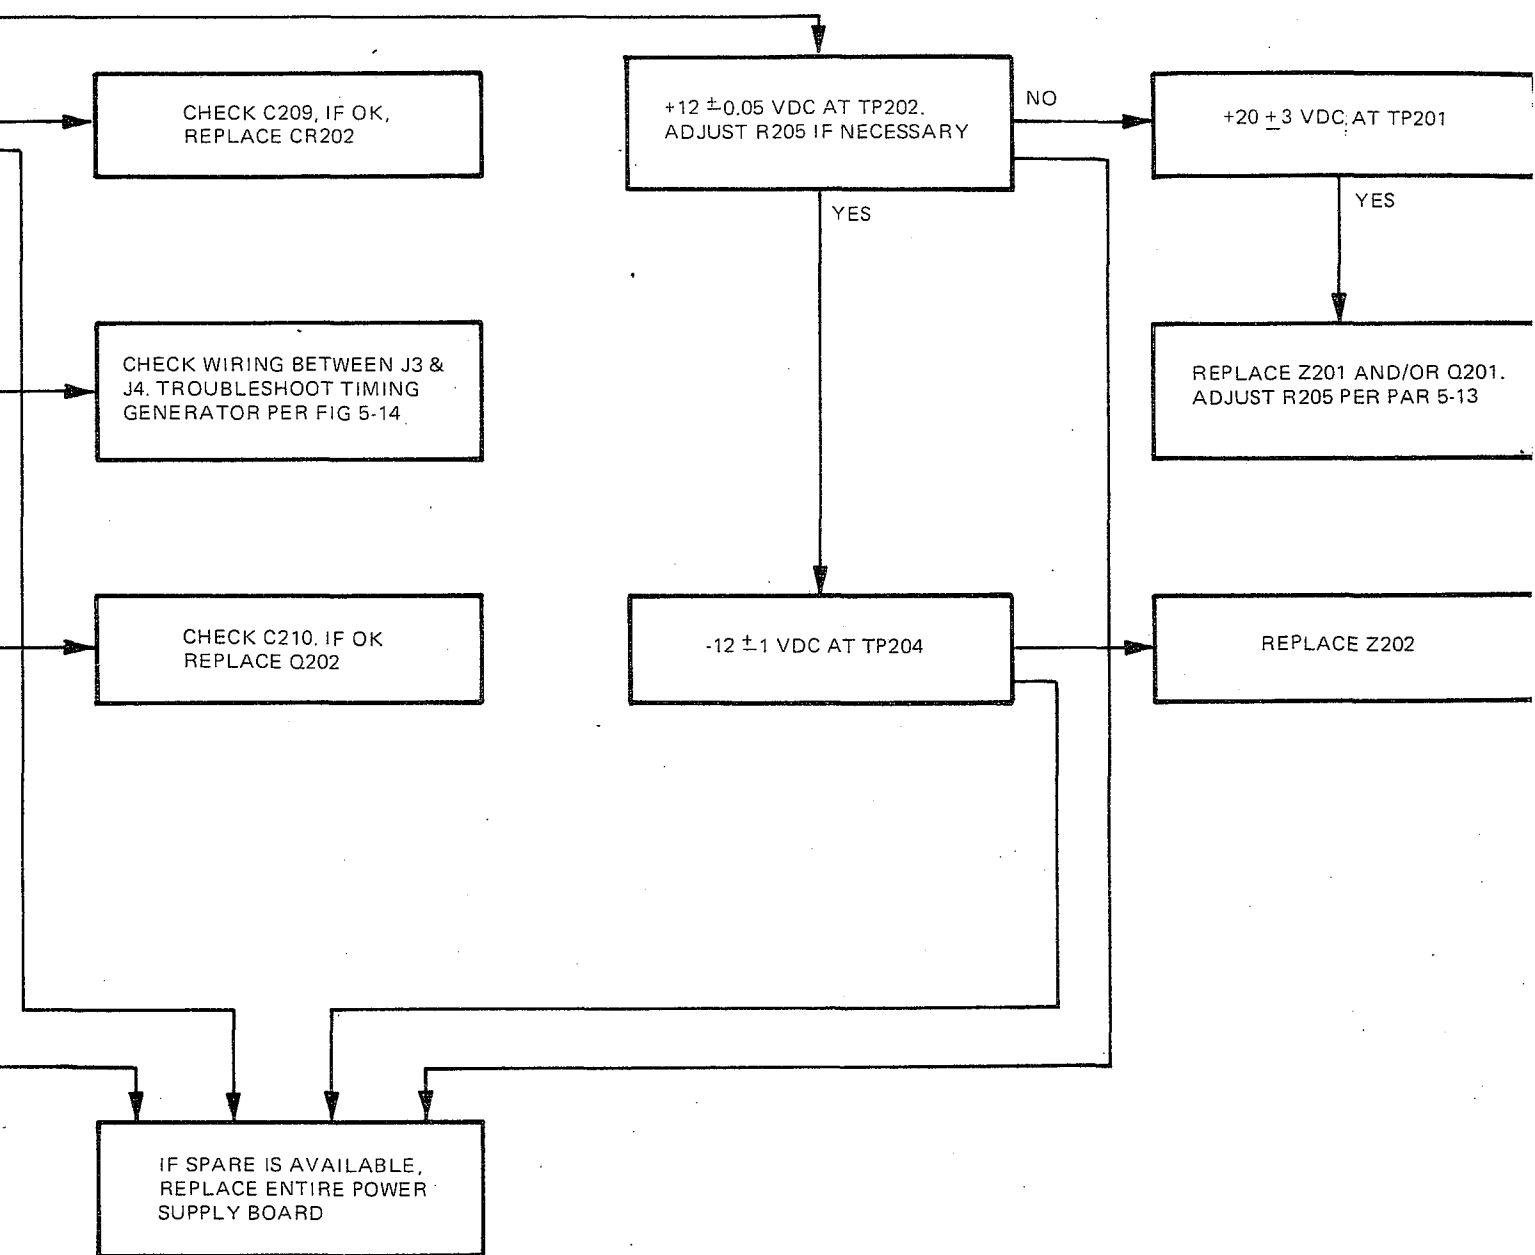 CHECK C209, IF OK,
REPLACE CR202
+12 ±0.05 VDC AT TP202.
ADJUST R205 IF NECESSARY
NO
+20 ±3 VDC AT TP201
YES
YES
CHECK WIRING BETWEEN J3 &
J4. TROUBLESHOOT TIMING
GENERATOR PER FIG 5-14
REPLACE Z201 AND/OR Q201.
ADJUST R205 PER PAR 5-13
CHECK C210. IF OK
REPLACE Q202
-12 ±1 VDC AT TP204
REPLACE Z202
IF SPARE IS AVAILABLE,
REPLACE ENTIRE POWER
SUPPLY BOARD